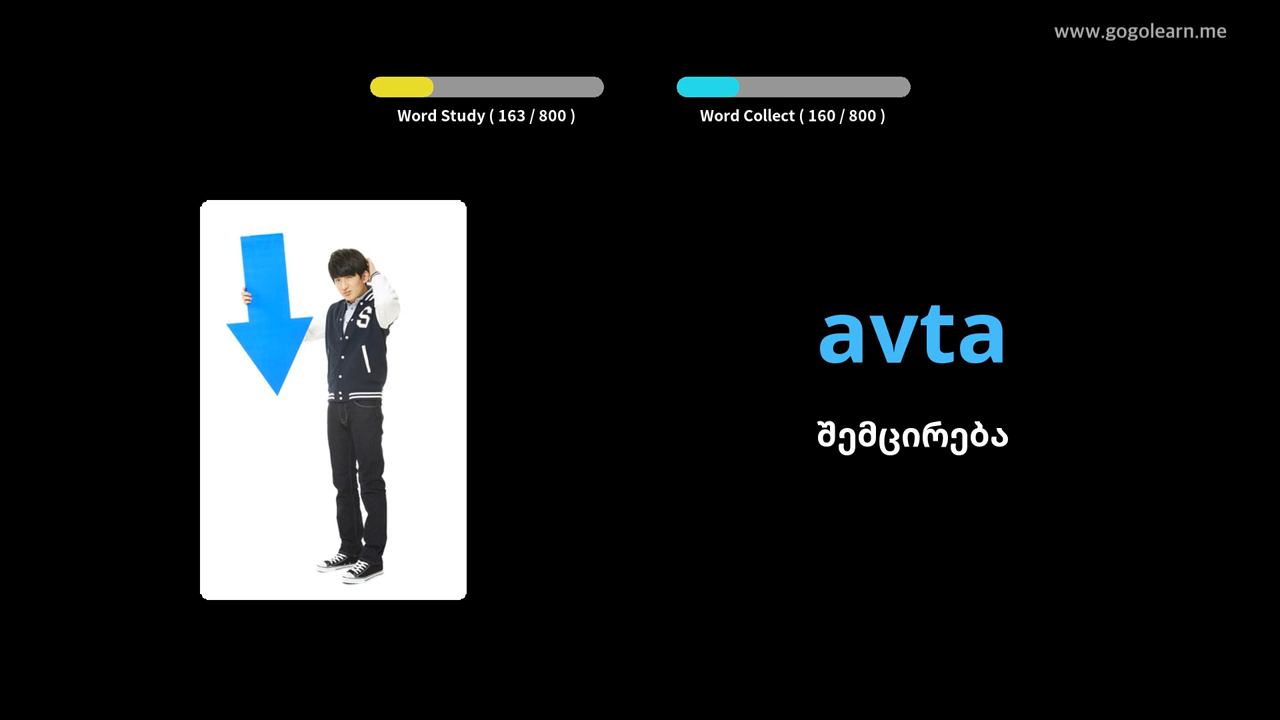 www.gogolearn.me
Word Study ( 163 / 800 )
Word Collect ( 160 / 800 )
S
avta
შემცირება